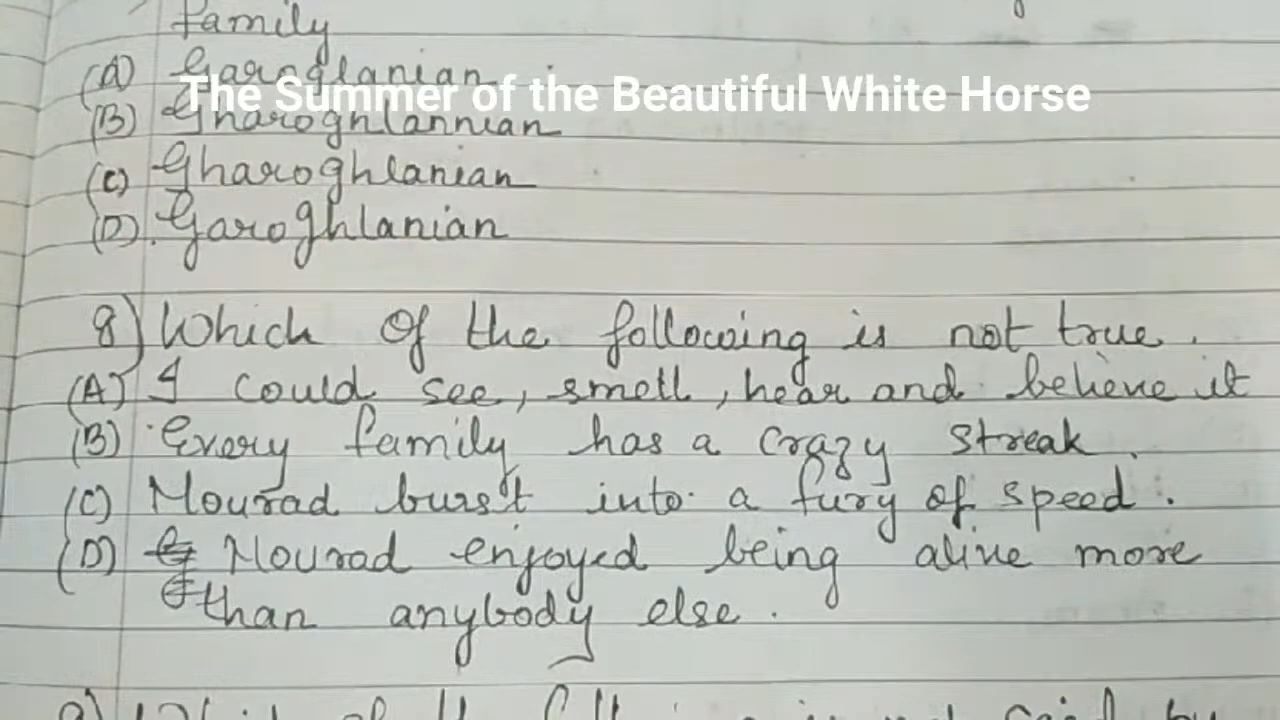 family
(A) Garoglanian.
The Summer of the Beautiful White Horse
(B) Gharoghlannian
(C) Gharoghlanian
(D). Garoghlanian
8) Which of the following is not true.
(A) I could see, smell, hear and believe it
(B) Every family has a crazy streak.
(C) Mourad burst into a fury of speed.
(D) Mourad enjoyed being alive more
than anybody else.